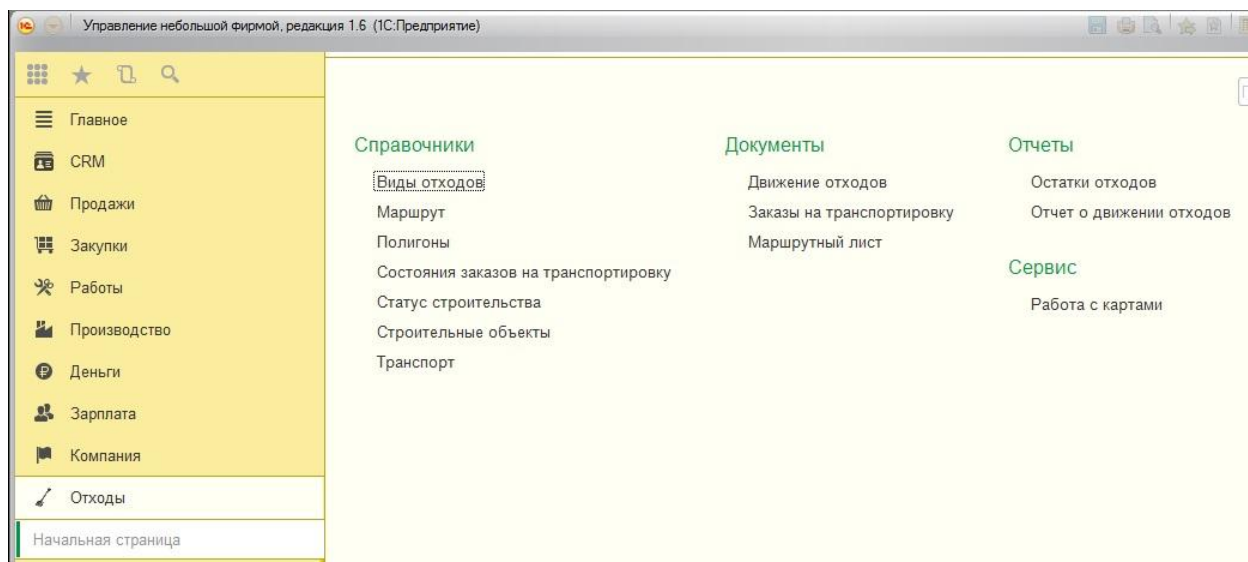 1С Управление небольшой фирмой, редакция 1.6 (1С:Предприятие)
Главное
CRM
Продажи
Закупки
Работы
Производство
Деньги
Зарплата
Компания
Отходы
Начальная страница
Справочники
Виды отходов
Маршрут
Полигоны
Состояния заказов на транспортировку
Статус строительства
Строительные объекты
Транспорт
Документы
Движение отходов
Заказы на транспортировку
Маршрутный лист
Отчеты
Остатки отходов
Отчет о движении отходов
Сервис
Работа с картами